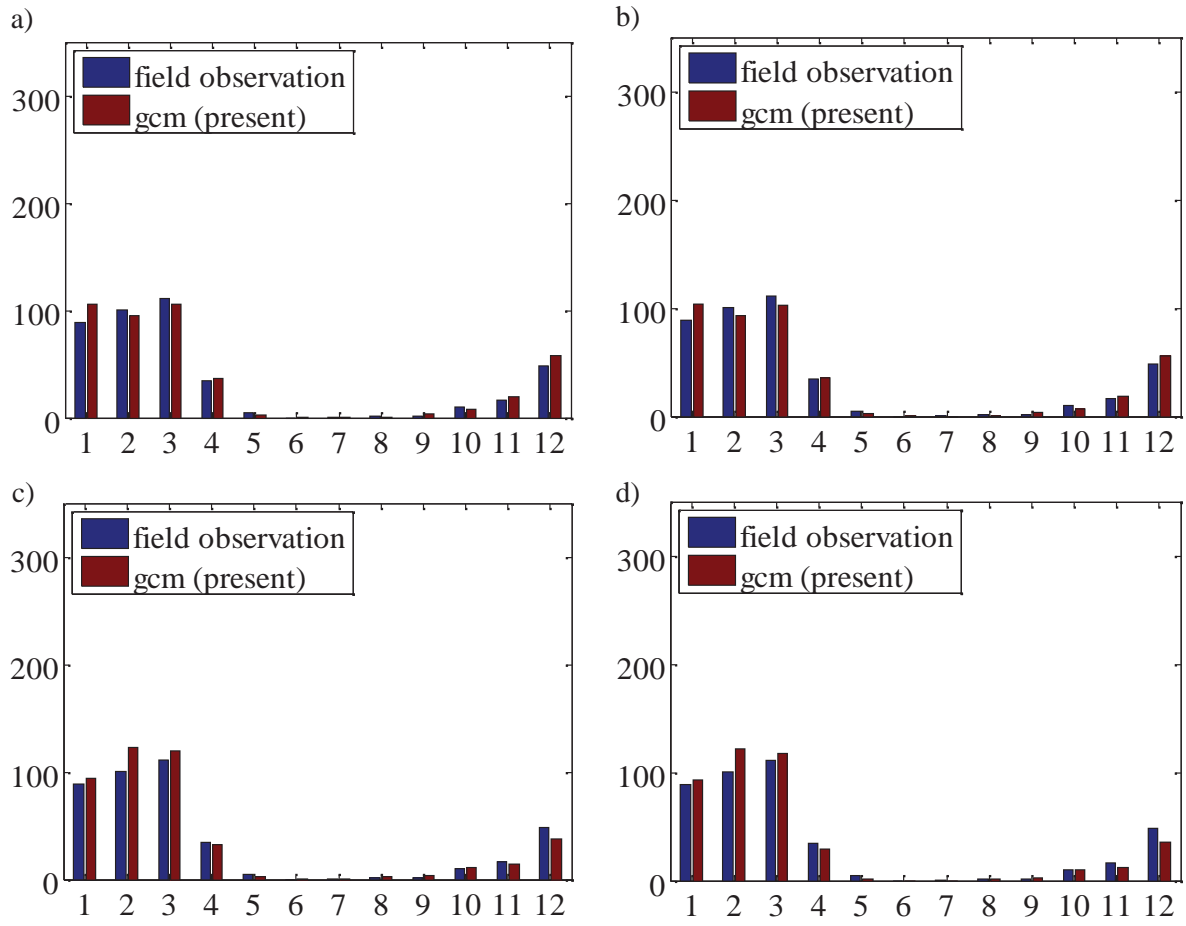 a)
field observation
gcm (present)
300
200
100
0
1 2 3 4 5 6 7 8 9 10 11 12
b)
field observation
gcm (present)
300
200
100
0
1 2 3 4 5 6 7 8 9 10 11 12
c)
field observation
gcm (present)
300
200
100
0
1 2 3 4 5 6 7 8 9 10 11 12
d)
field observation
gcm (present)
300
200
100
0
1 2 3 4 5 6 7 8 9 10 11 12